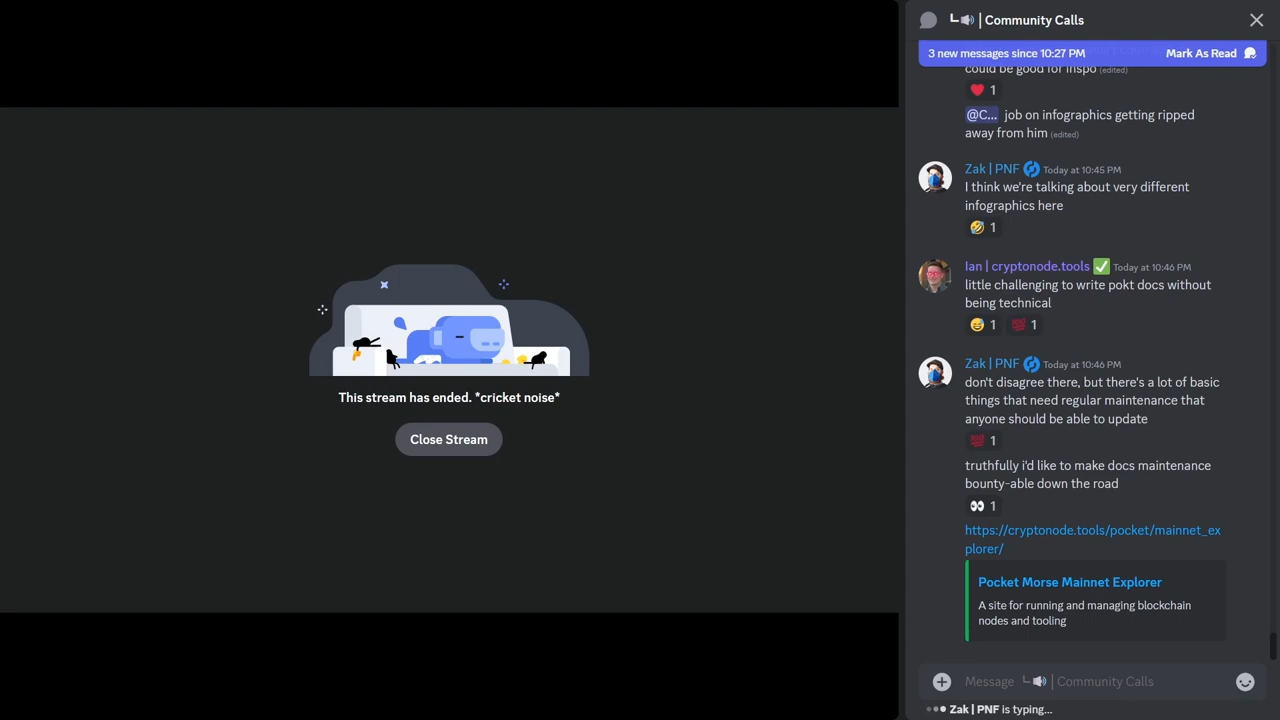 └🔊 | Community Calls
3 new messages since 10:27 PM Mark As Read
could be good for inspo (edited)
❤️ 1
@C... job on infographics getting ripped
away from him (edited)
Zak | PNF Today at 10:45 PM
I think we're talking about very different
infographics here
🤣 1
Ian | cryptonode.tools ✅ Today at 10:46 PM
little challenging to write pokt docs without
being technical
😅 1 💯 1
Zak | PNF Today at 10:46 PM
don't disagree there, but there's a lot of basic
things that need regular maintenance that
anyone should be able to update
💯 1
truthfully i'd like to make docs maintenance
bounty-able down the road
👀 1
https://cryptonode.tools/pocket/mainnet_ex
plorer/
Pocket Morse Mainnet Explorer
A site for running and managing blockchain
nodes and tooling
Message └🔊 | Community Calls
Zak | PNF is typing...
This stream has ended. *cricket noise*
Close Stream